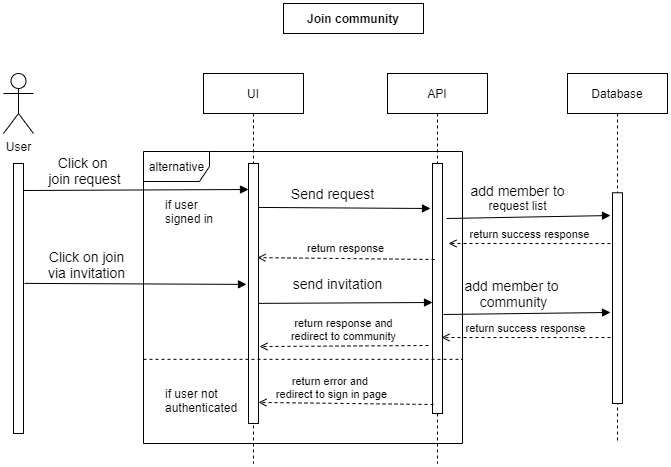 Join community
UI
API
Database
User
alternative
Click on
join request
if user
signed in
Send request
add member to
request list
return success response
return response
Click on join
via invitation
send invitation
add member to
community
return response and
redirect to community
return success response
if user not
authenticated
return error and
redirect to sign in page